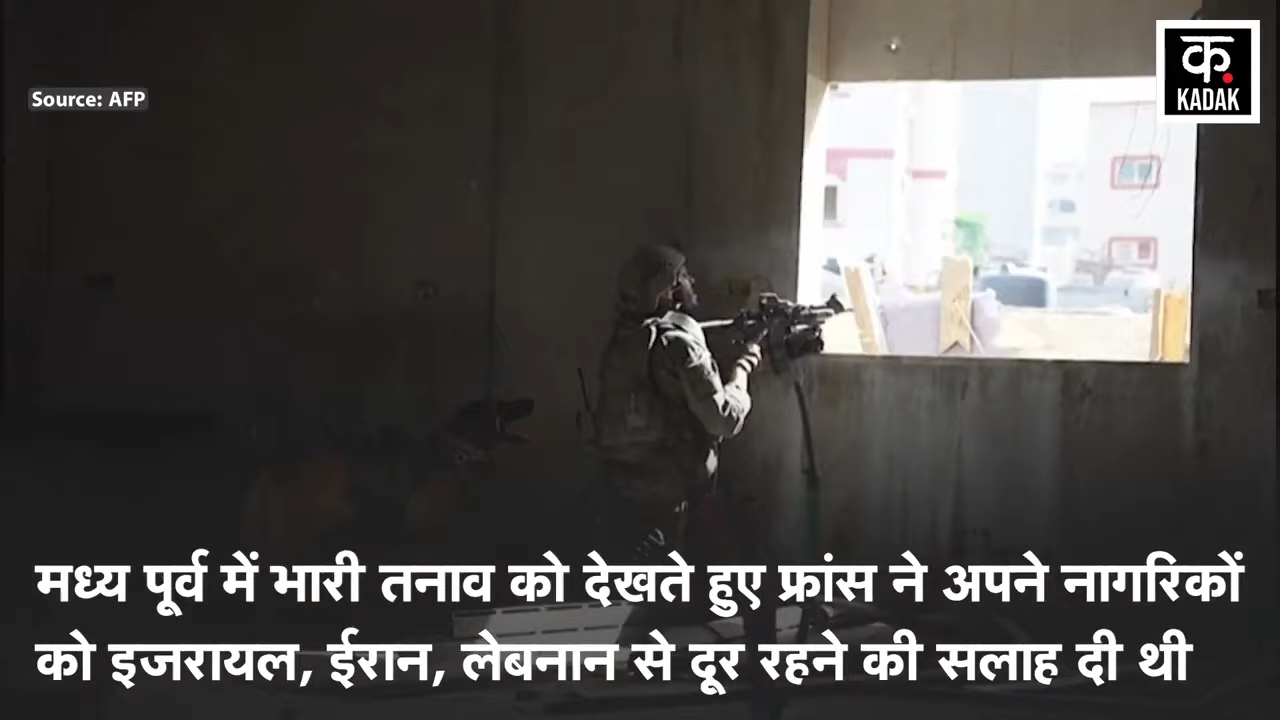 Source: AFP
क
KADAK
मध्य पूर्व में भारी तनाव को देखते हुए फ्रांस ने अपने नागरिकों
को इजरायल, ईरान, लेबनान से दूर रहने की सलाह दी थी